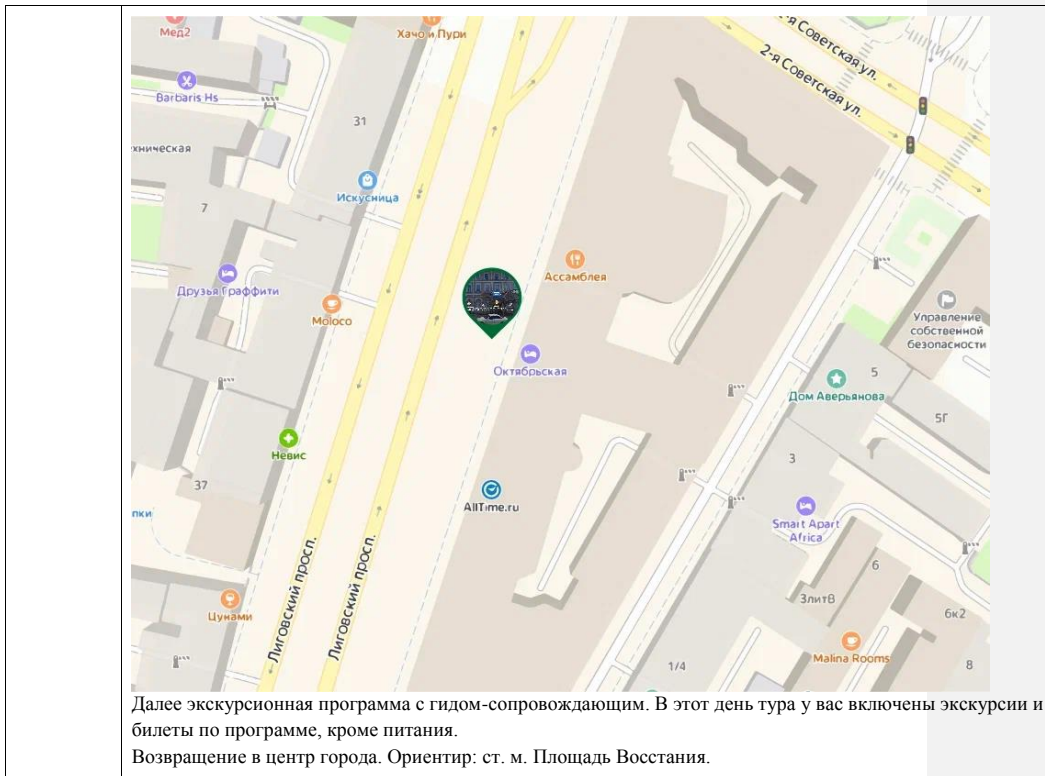 Мед2
Хачо и Пури
2-я Советская ул.
2-я Советская ул.
Barbaris Hs
31
хническая
Искусница
7
Ассамблея
Друзья Граффити
Moloco
Управление
собственной
безопасности
Октябрьская
5
Дом Аверьянова
5Г
Невис
3
37
AllTime.ru
пки
Smart Apart
Africa
Лиговский просп.
Лиговский просп.
6
3литВ
6к2
Цунами
Malina Rooms
1/4
8
Далее экскурсионная программа с гидом-сопровождающим. В этот день тура у вас включены экскурсии и
билеты по программе, кроме питания.
Возвращение в центр города. Ориентир: ст. м. Площадь Восстания.